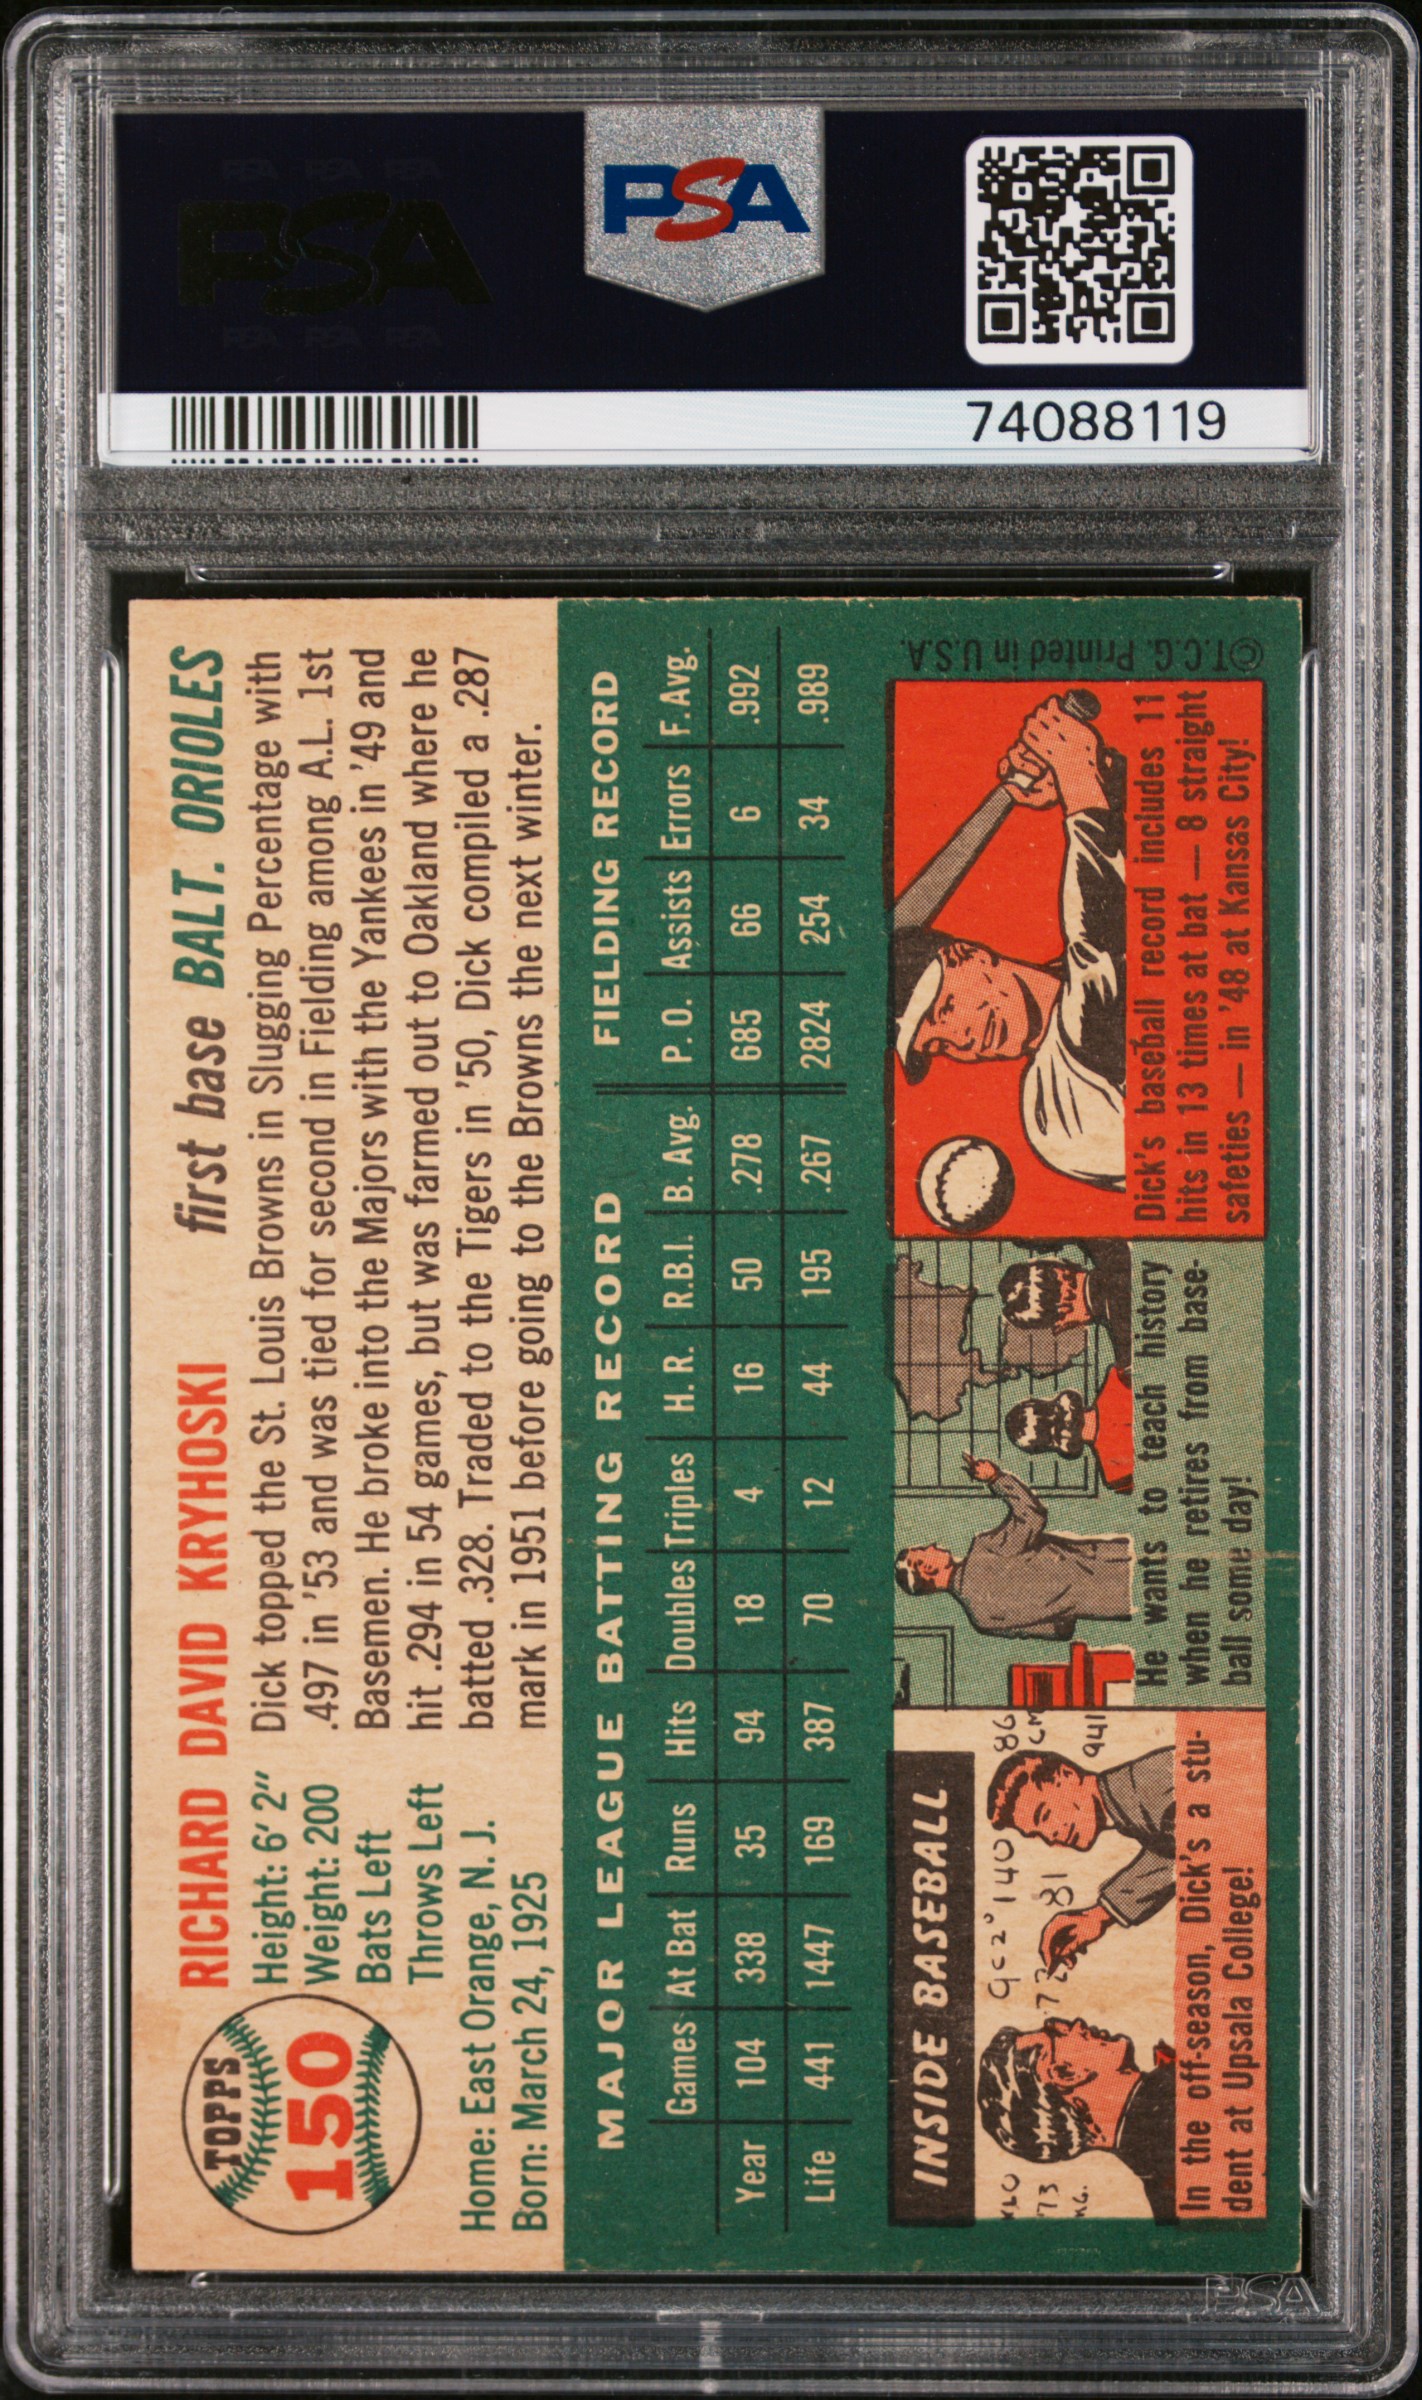 PSA
PSA PSA PSA
PSA
PSA PSA PSA
74088119
TOPPS
150
RICHARD DAVID KRYHOSKI
first base BALT. ORIOLES
Height: 6' 2"
Weight: 200
Bats Left
Throws Left
Home: East Orange, N. J.
Born: March 24, 1925
Dick topped the St. Louis Browns in Slugging Percentage with
.497 in '53 and was tied for second in Fielding among A.L. 1st
Basemen. He broke into the Majors with the Yankees in '49 and
hit .294 in 54 games, but was farmed out to Oakland where he
batted .328. Traded to the Tigers in '50, Dick compiled a .287
mark in 1951 before going to the Browns the next winter.
MAJOR LEAGUE BATTING RECORD FIELDING RECORD
Games At Bat Runs Hits Doubles Triples H. R. R.B.I. B. Avg. P. O. Assists Errors F. Avg.
Year 104 338 35 94 18 4 16 50 .278 685 66 6 .992
Life 441 1447 169 387 70 12 44 195 .267 2824 254 34 .989
INSIDE BASEBALL
In the off-season, Dick's a stu-
dent at Upsala College!
He wants to teach history
when he retires from base-
ball some day!
Dick's baseball record includes 11
hits in 13 times at bat — 8 straight
safeties — in '48 at Kansas City!
©T.C.G. Printed in U.S.A.
PSA